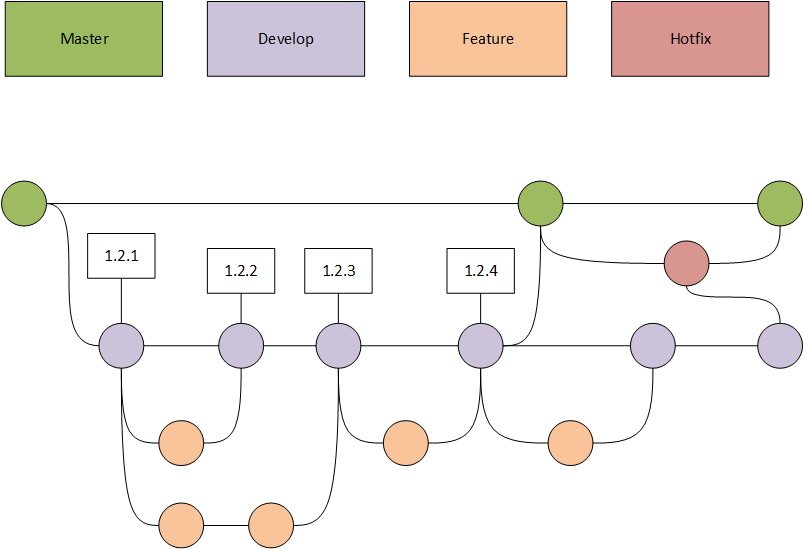 Master
Develop
Feature
Hotfix
1.2.1
1.2.2
1.2.3
1.2.4